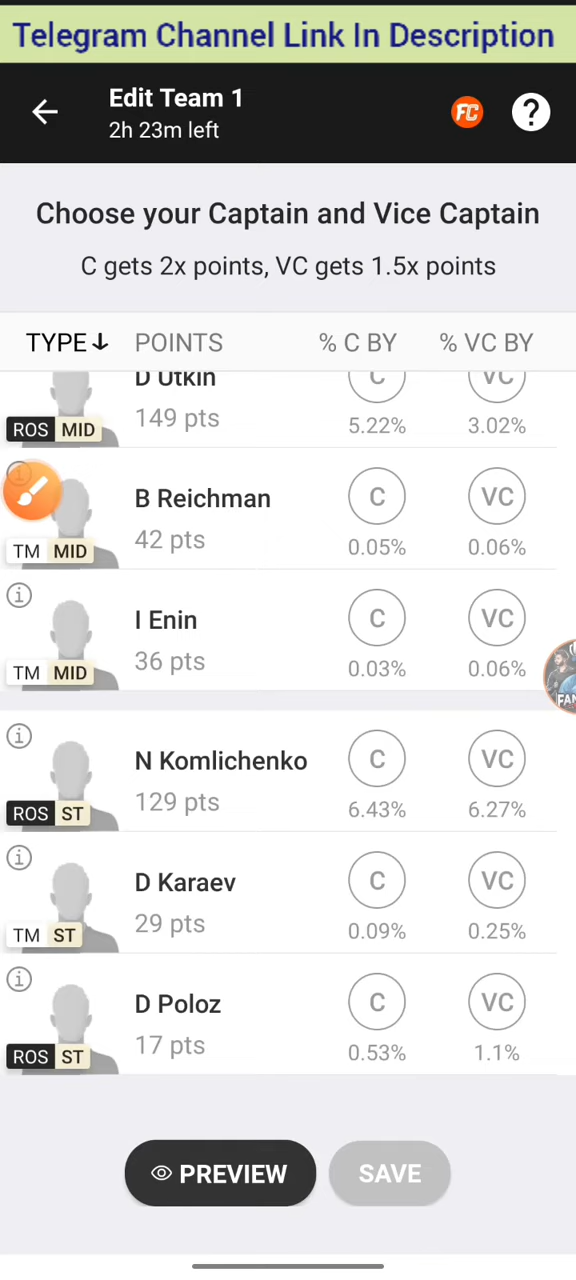 Telegram Channel Link In Description
Edit Team 1
2h 23m left
FC
?
Choose your Captain and Vice Captain
C gets 2x points, VC gets 1.5x points
TYPE↓ POINTS % C BY % VC BY
D Utkin C VC
149 pts
ROS MID 5.22% 3.02%
B Reichman C VC
42 pts
TM MID 0.05% 0.06%
i
I Enin C VC
36 pts
TM MID 0.03% 0.06%
FAN
i
N Komlichenko C VC
129 pts
ROS ST 6.43% 6.27%
i
D Karaev C VC
29 pts
TM ST 0.09% 0.25%
i
D Poloz C VC
17 pts
ROS ST 0.53% 1.1%
PREVIEW SAVE